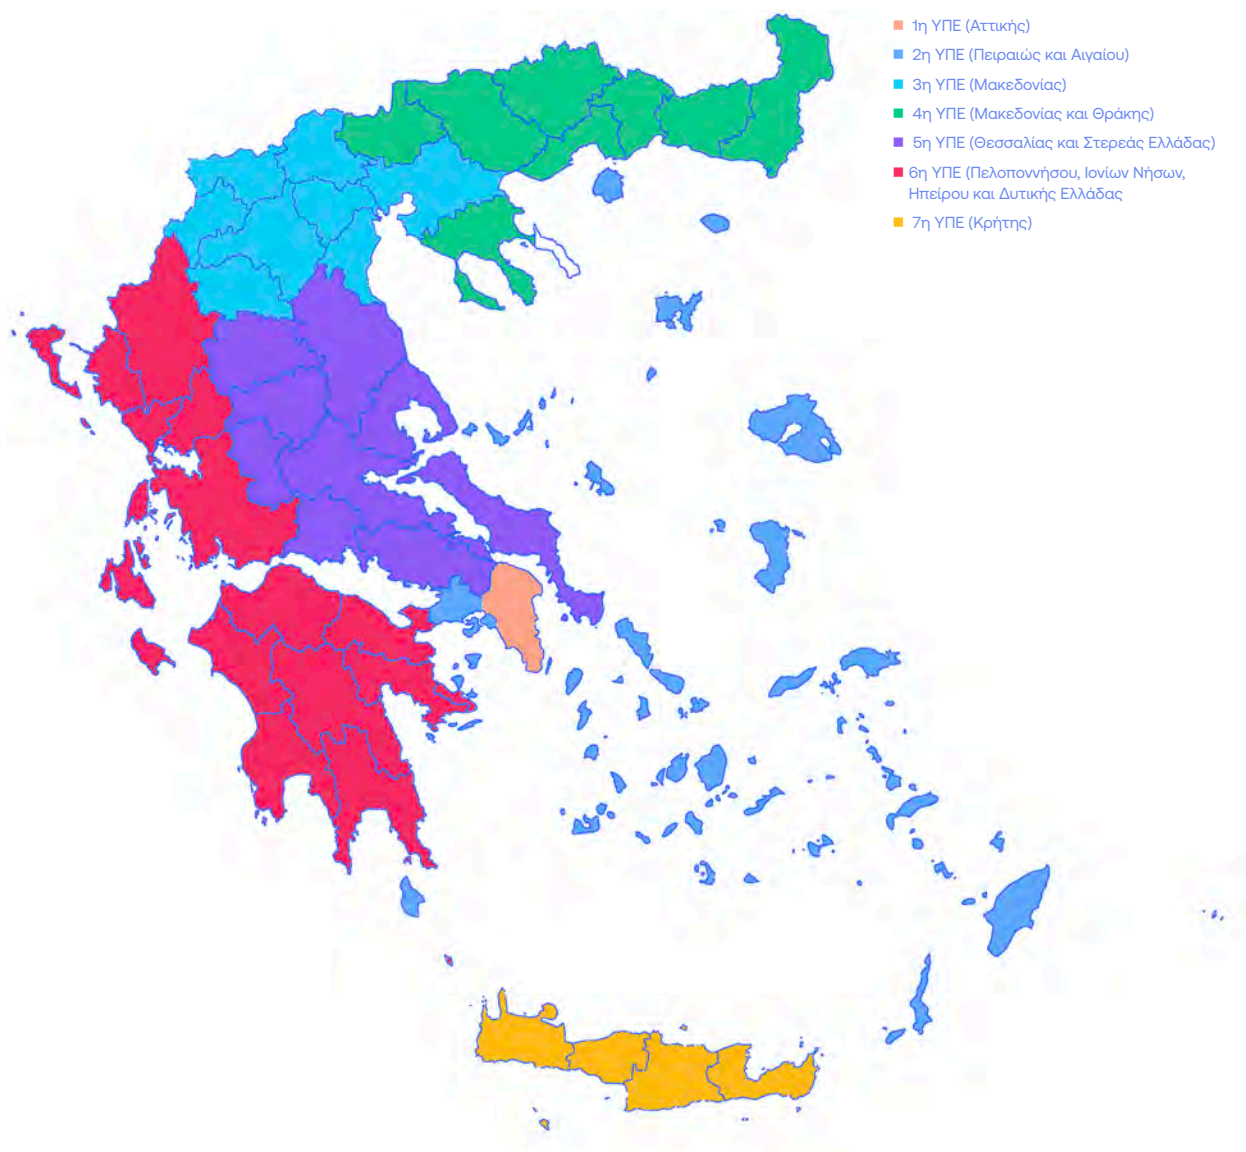 1η ΥΠΕ (Αττικής)
2η ΥΠΕ (Πειραιώς και Αιγαίου)
3η ΥΠΕ (Μακεδονίας)
4η ΥΠΕ (Μακεδονίας και Θράκης)
5η ΥΠΕ (Θεσσαλίας και Στερεάς Ελλάδας)
6η ΥΠΕ (Πελοποννήσου, Ιονίων Νήσων,
Ηπείρου και Δυτικής Ελλάδας
7η ΥΠΕ (Κρήτης)